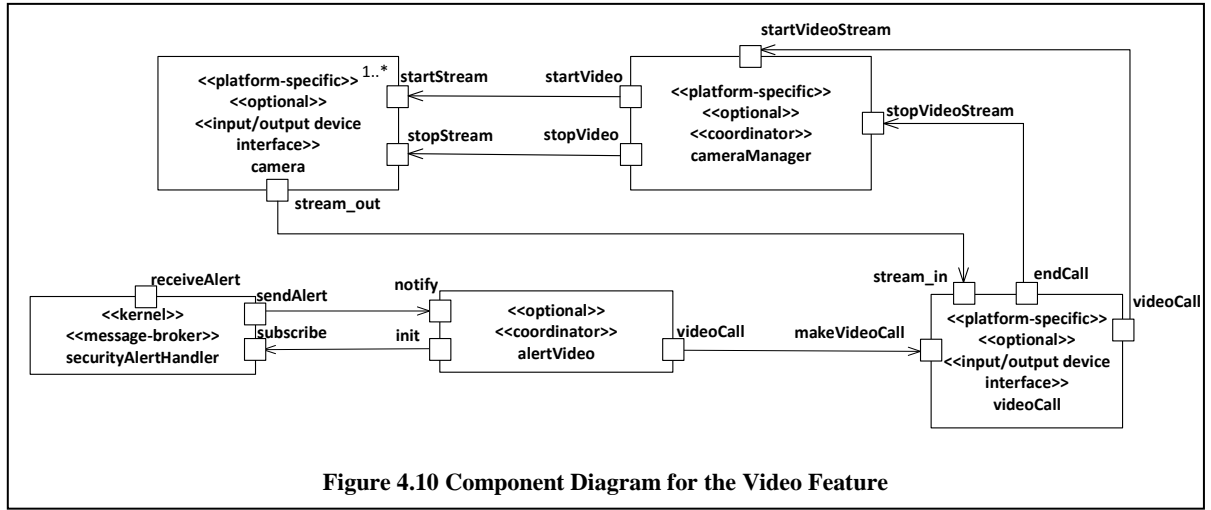 startVideoStream
1..*
<<platform-specific>>
<<optional>>
<<input/output device
interface>>
camera
startStream
stopStream
stream_out
startVideo
stopVideo
<<platform-specific>>
<<optional>>
<<coordinator>>
cameraManager
stopVideoStream
receiveAlert
<<kernel>>
<<message-broker>>
securityAlertHandler
sendAlert
subscribe
notify
init
<<optional>>
<<coordinator>>
alertVideo
videoCall
makeVideoCall
stream_in
endCall
videoCall
<<platform-specific>>
<<optional>>
<<input/output device
interface>>
videoCall
Figure 4.10 Component Diagram for the Video Feature